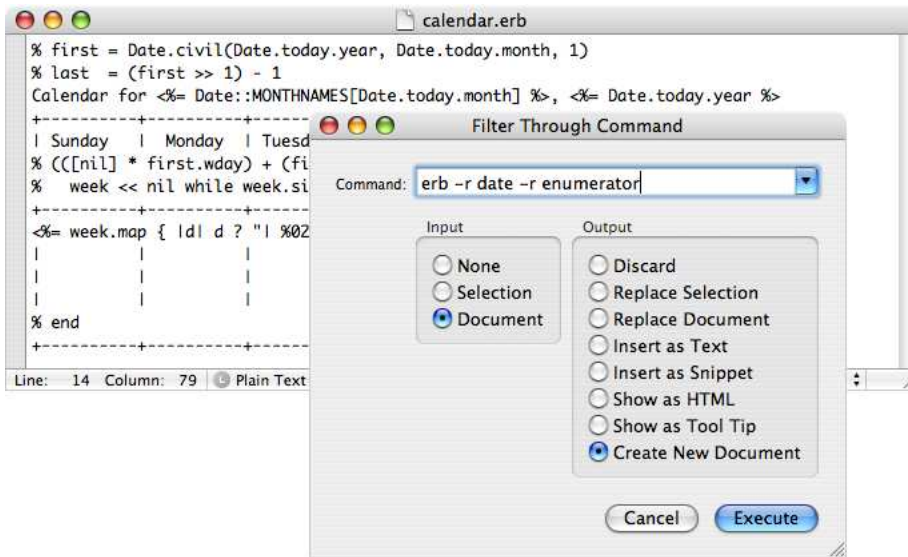 calendar.erb
% first = Date.civil(Date.today.year, Date.today.month, 1)
% last  = (first >> 1) - 1
Calendar for <%= Date::MONTHNAMES[Date.today.month] %>, <%= Date.today.year %>
+----------+----------+-----
| Sunday   |  Monday  | Tuesd
% (([nil] * first.wday) + (fi
%   week << nil while week.si
+----------+----------+-----
<%= week.map { |d| d ? "| %02
|          |          |
|          |          |
|          |          |
% end
+----------+----------+-----
Line: 14 Column: 79 L Plain Text
Filter Through Command
Command: erb -r date -r enumerator
Input
None
Selection
Document
Output
Discard
Replace Selection
Replace Document
Insert as Text
Insert as Snippet
Show as HTML
Show as Tool Tip
Create New Document
Cancel
Execute